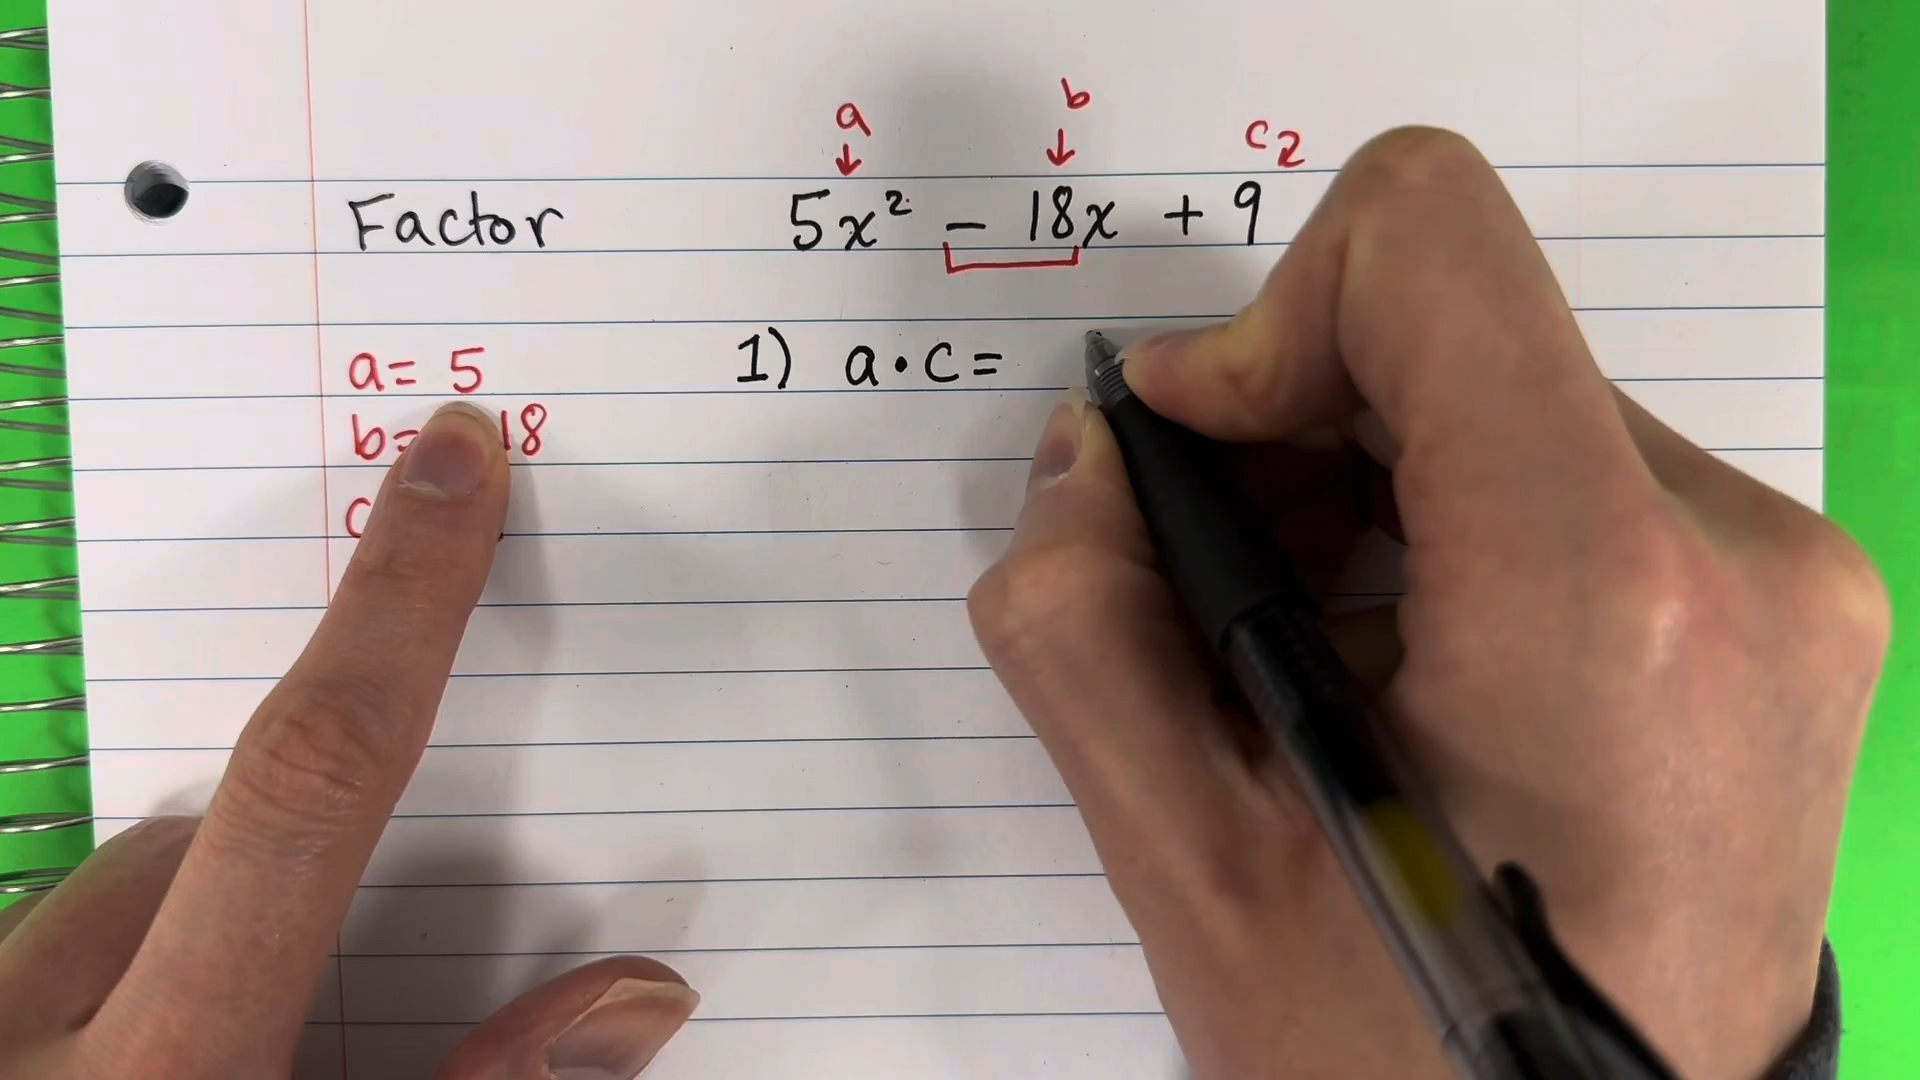 a b c
Factor 5x² - 18x + 9
a= 5 1) a·c=
b= 18
c